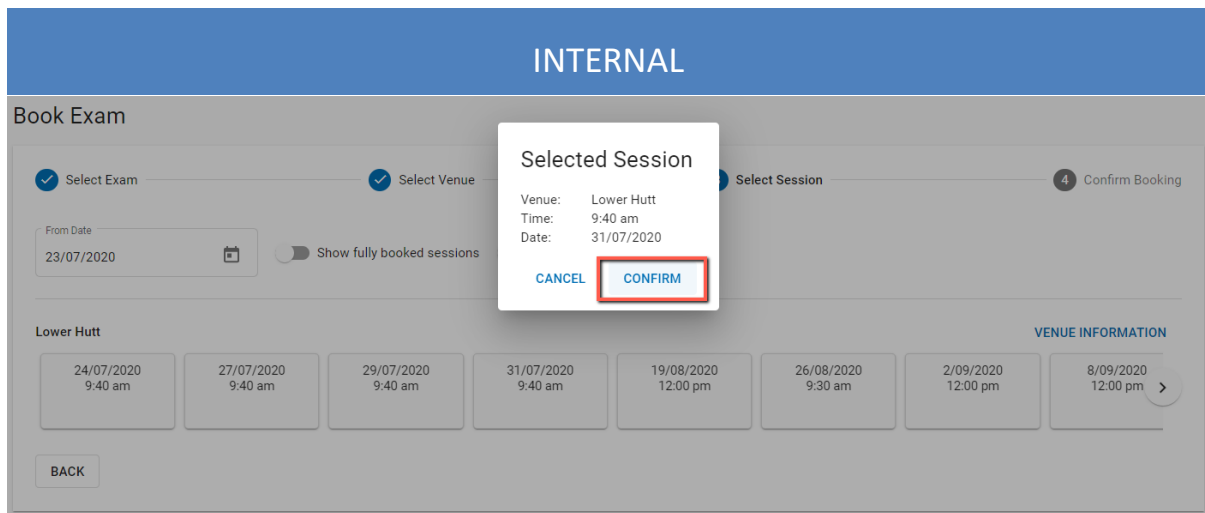 INTERNAL
Book Exam
Select Exam
Select Venue
Select Session
4 Confirm Booking
Selected Session
Venue: Lower Hutt
Time: 9:40 am
Date: 31/07/2020
CANCEL CONFIRM
From Date
23/07/2020
Show fully booked sessions
Lower Hutt
VENUE INFORMATION
24/07/2020
9:40 am
27/07/2020
9:40 am
29/07/2020
9:40 am
31/07/2020
9:40 am
19/08/2020
12:00 pm
26/08/2020
9:30 am
2/09/2020
12:00 pm
8/09/2020
12:00 pm
BACK